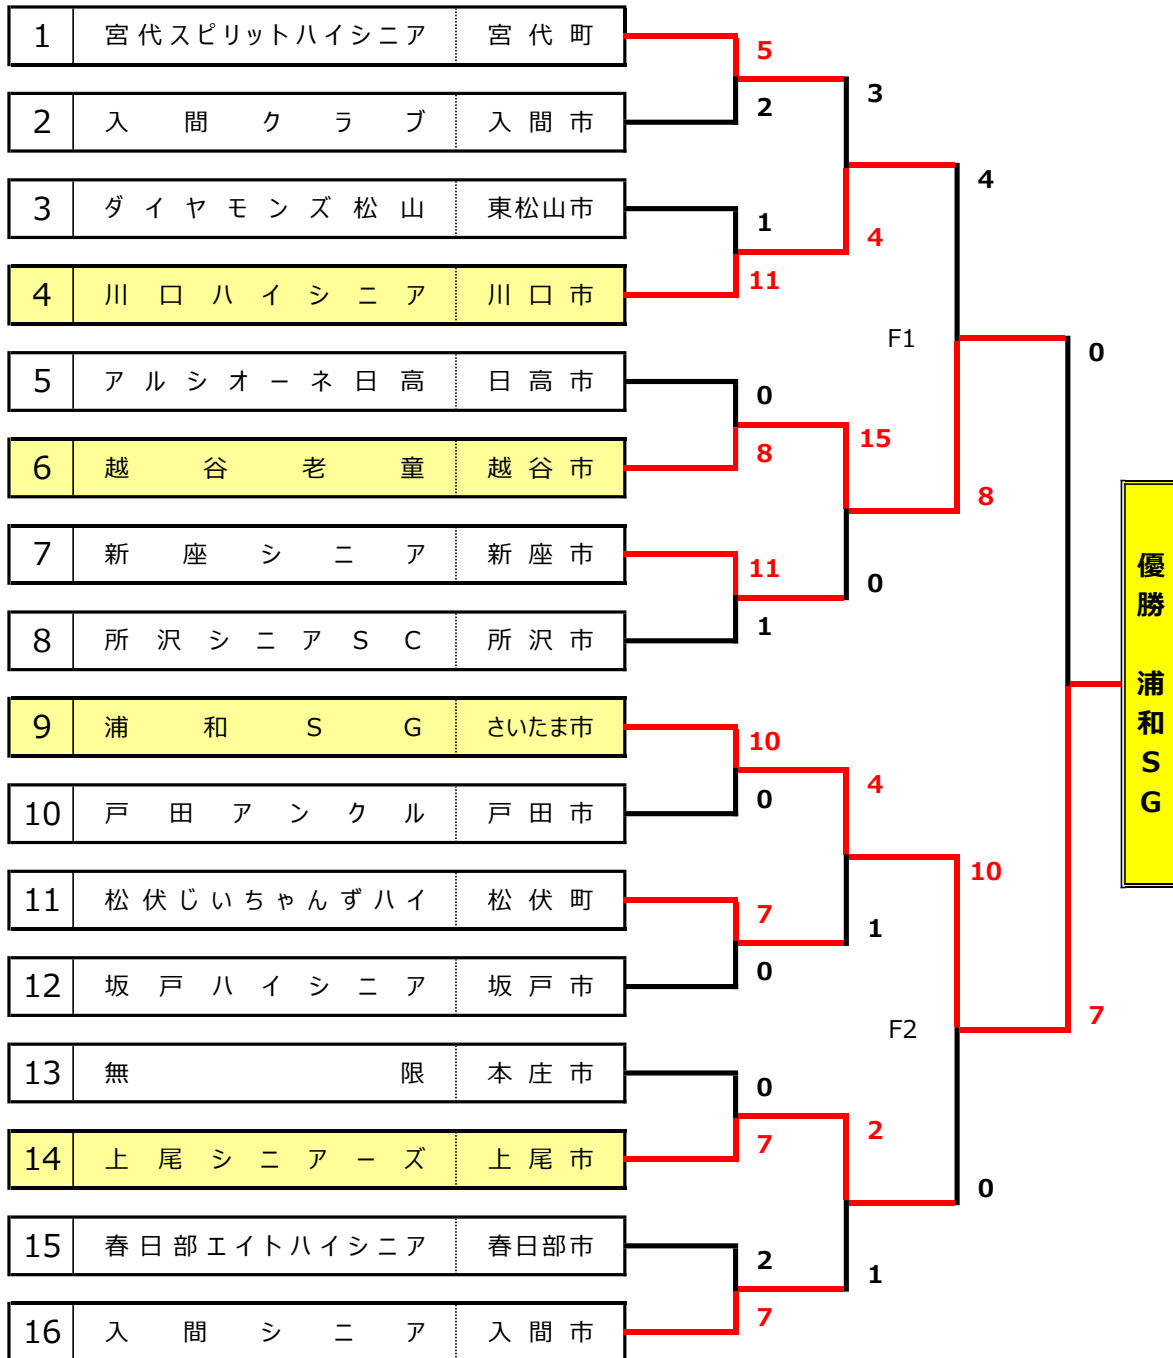 1 宮代スピリットハイシニア 宮代町
5
2
3
2 入間クラブ 入間市
4
3 ダイヤモンズ松山 東松山市
1
4
11
4 川口ハイシニア 川口市
F1
0
5 アルシオーネ日高 日高市
0
15
8
6 越谷老童 越谷市
8
7 新座シニア 新座市
11
0
1
8 所沢シニアSC 所沢市
優勝 浦和SG
9 浦和SG さいたま市
10
4
0
10 戸田アンクル 戸田市
10
11 松伏じいちゃんずハイ 松伏町
7
1
0
12 坂戸ハイシニア 坂戸市
7
F2
13 無限 本庄市
0
2
7
14 上尾シニアーズ 上尾市
0
15 春日部エイトハイシニア 春日部市
2
1
7
16 入間シニア 入間市